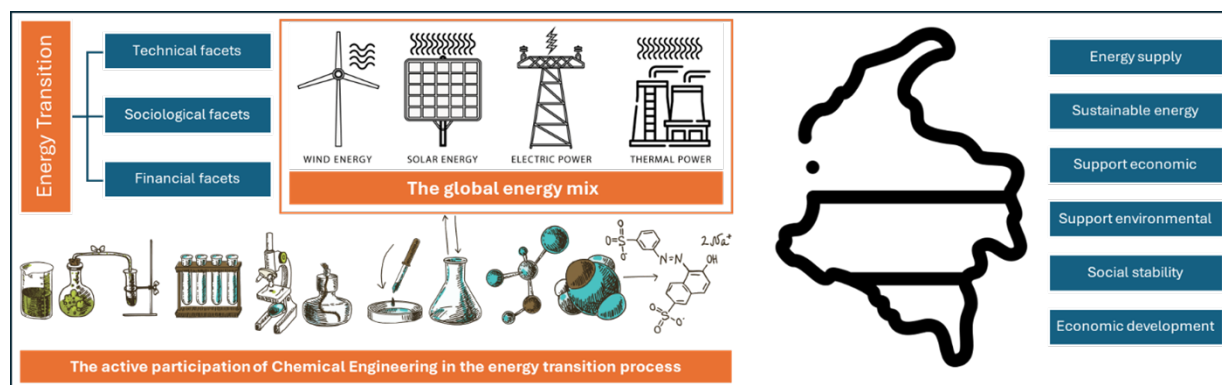 Energy Transition
Technical facets
Sociological facets
Financial facets
WIND ENERGY
SOLAR ENERGY
ELECTRIC POWER
THERMAL POWER
The global energy mix
O=S=O
O⁻
N=N
OH
2Na⁺
O=S=O
O⁻
The active participation of Chemical Engineering in the energy transition process
Energy supply
Sustainable energy
Support economic
Support environmental
Social stability
Economic development